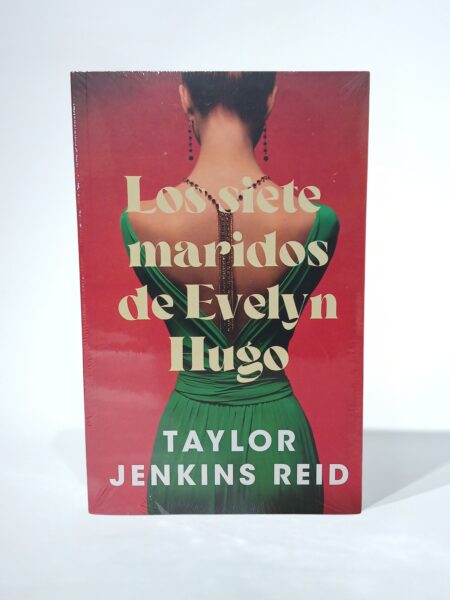 Los siete
maridos
de Evelyn
Hugo
TAYLOR
JENKINS REID